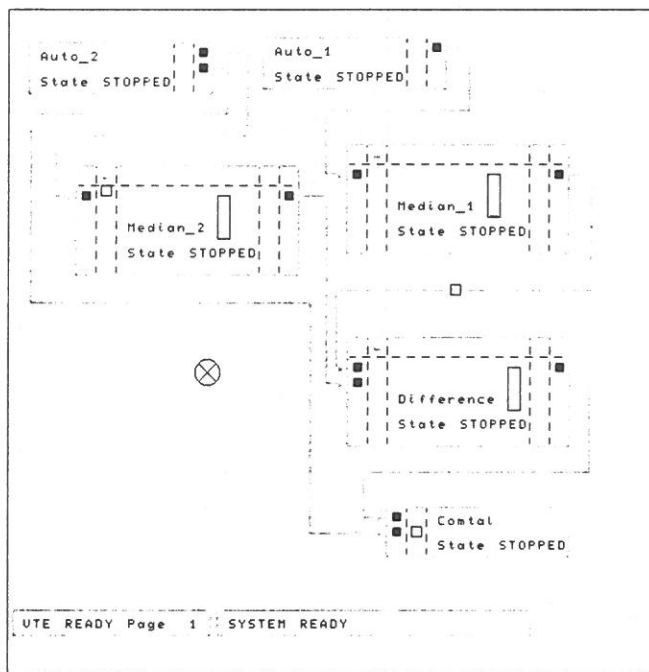 Auto_2
State STOPPED
Auto_1
State STOPPED
Median_2
State STOPPED
Median_1
State STOPPED
Difference
State STOPPED
Comtal
State STOPPED
VTE READY Page 1
SYSTEM READY